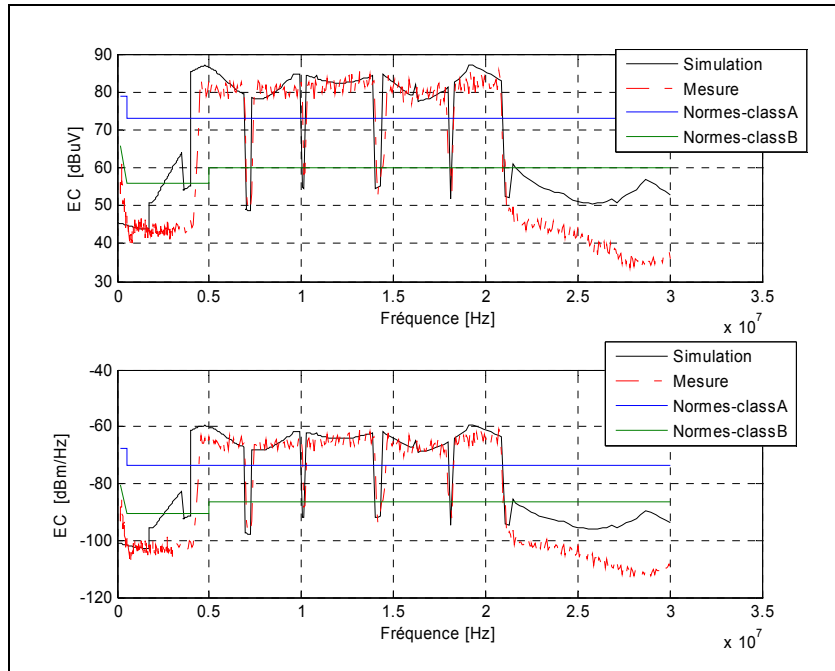 90
80
70
60
50
40
30
EC [dBuV]
0 0.5 1 1.5 2 2.5 3 3.5
x 10^7
Fréquence [Hz]
Simulation
Mesure
Normes-classA
Normes-classB
-40
-60
-80
-100
-120
EC [dBm/Hz]
0 0.5 1 1.5 2 2.5 3 3.5
x 10^7
Fréquence [Hz]
Simulation
Mesure
Normes-classA
Normes-classB